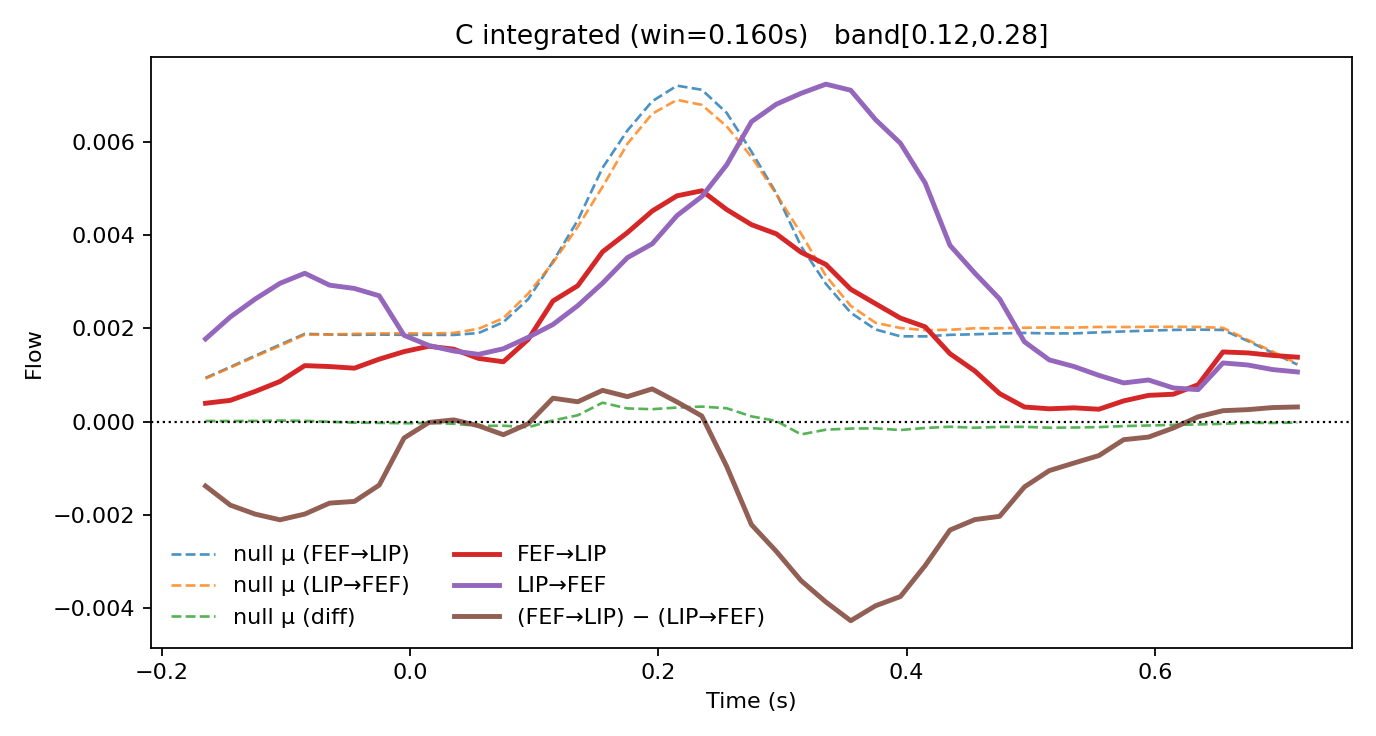 C integrated (win=0.160s)   band[0.12,0.28]
Flow
0.006
0.004
0.002
0.000
−0.002
−0.004
null μ (FEF→LIP)
null μ (LIP→FEF)
null μ (diff)
FEF→LIP
LIP→FEF
(FEF→LIP) − (LIP→FEF)
−0.2
0.0
0.2
0.4
0.6
Time (s)